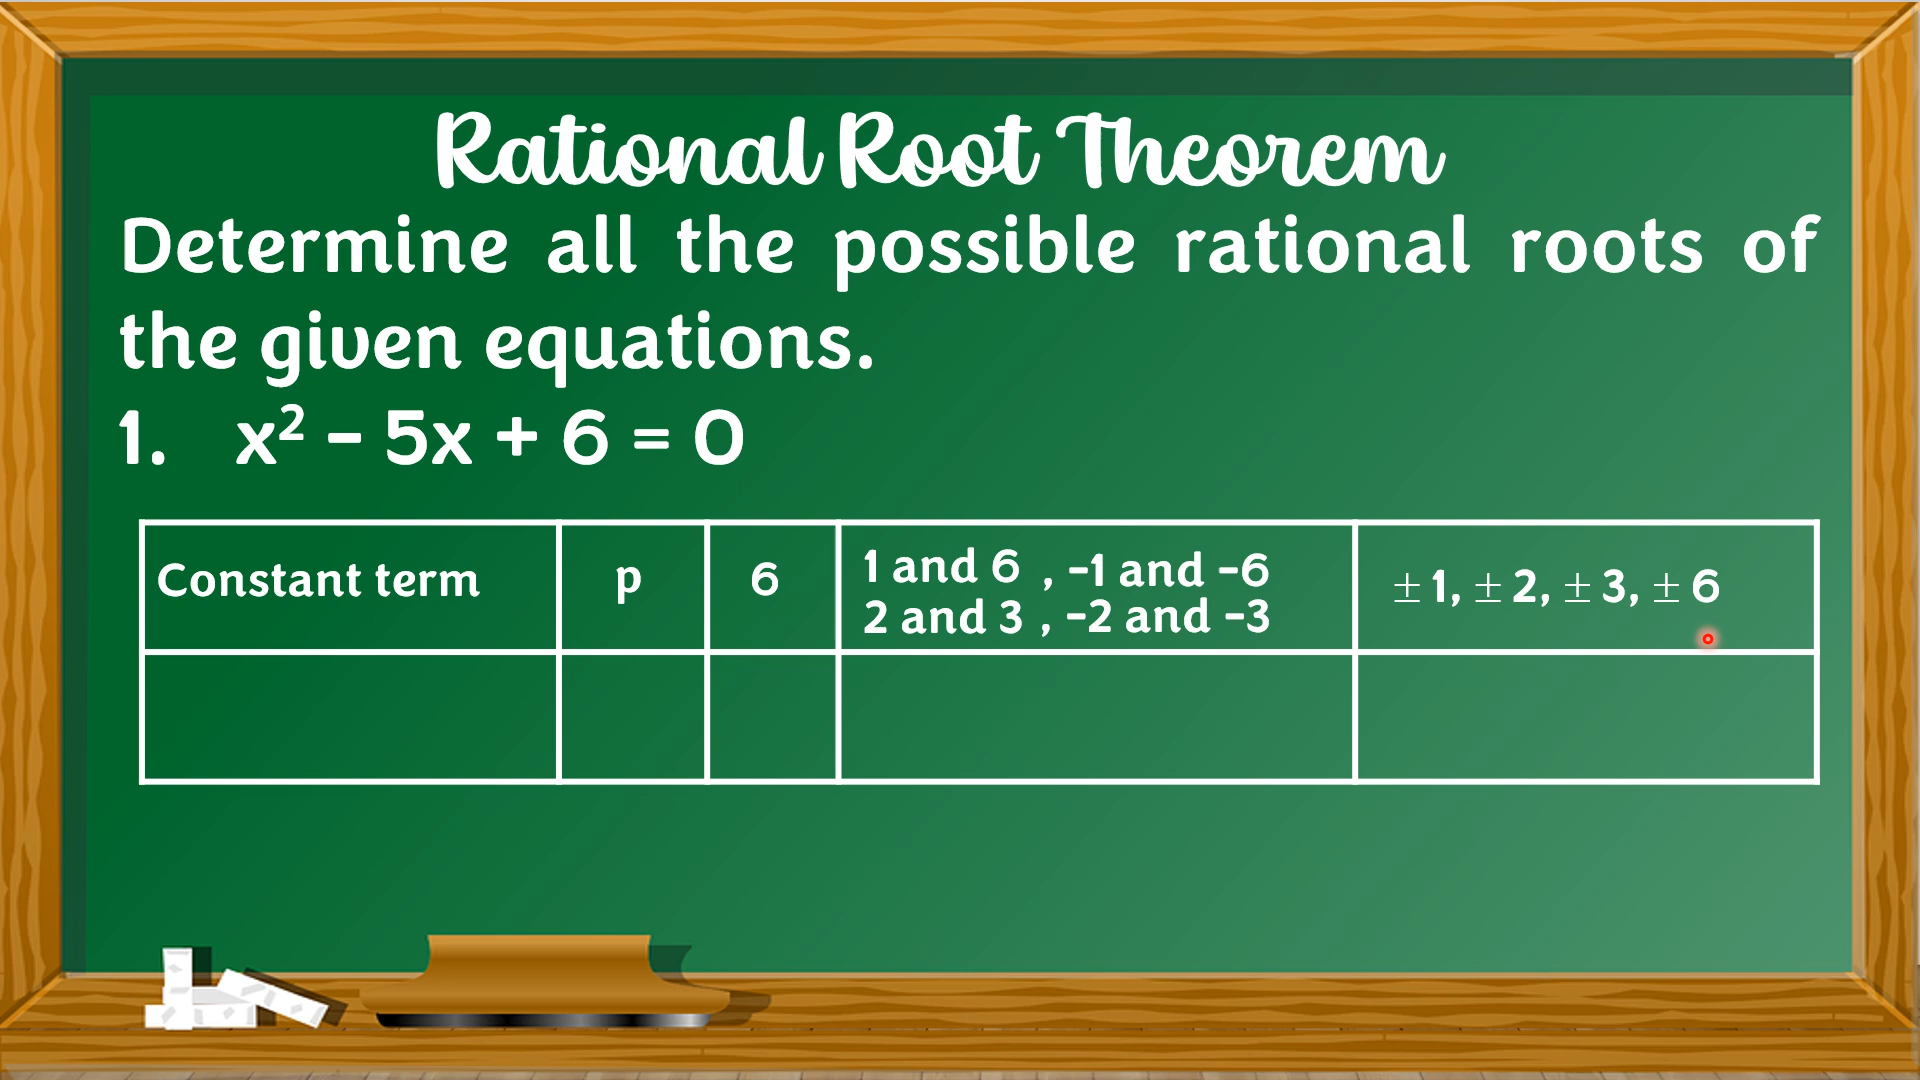 Rational Root Theorem
Determine all the possible rational roots of
the given equations.
1. x² – 5x + 6 = 0
Constant term
p
6
1 and 6 , –1 and –6
2 and 3 , –2 and –3
± 1, ± 2, ± 3, ± 6